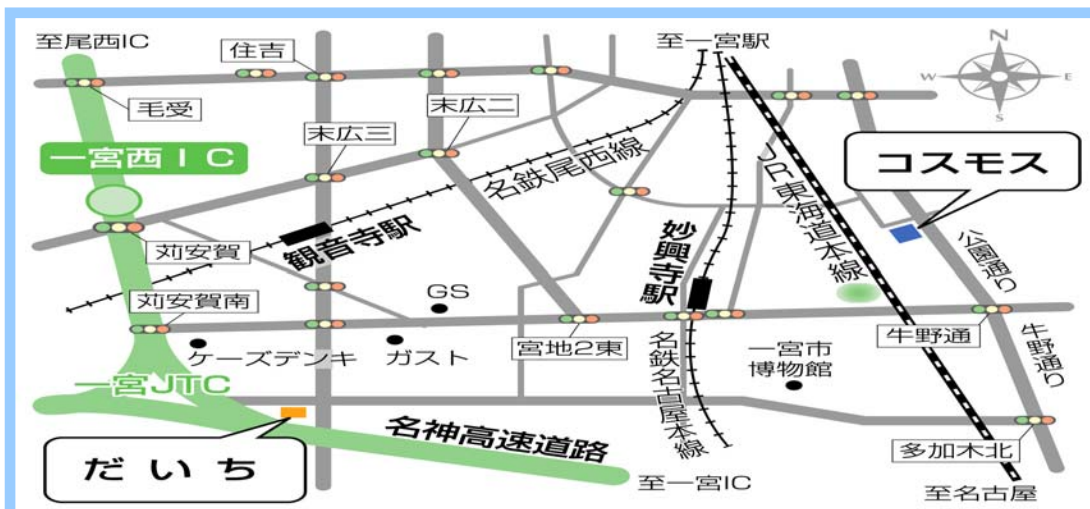 至尾西IC
住吉
至一宮駅
N
W
E
S
毛受
末広二
末広三
一宮西IC
名鉄尾西線
JR東海道本線
コスモス
苅安賀
観音寺駅
妙興寺駅
公園通り
苅安賀南
GS
ケーズデンキ
ガスト
宮地2東
名鉄名古屋本線
一宮市
博物館
牛野通
牛野通り
一宮JTC
だいち
名神高速道路
至一宮IC
多加木北
至名古屋